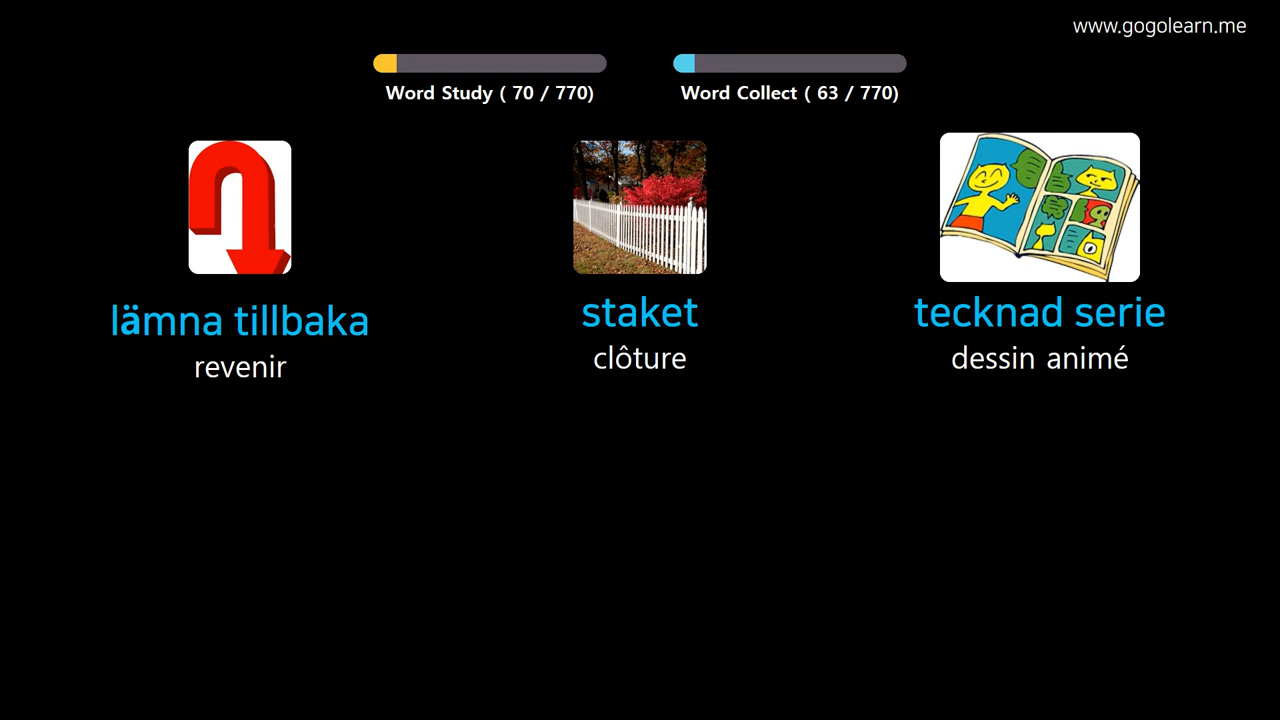 www.gogolearn.me
Word Study ( 70 / 770)
Word Collect ( 63 / 770)
lämna tillbaka
revenir
staket
clôture
tecknad serie
dessin animé